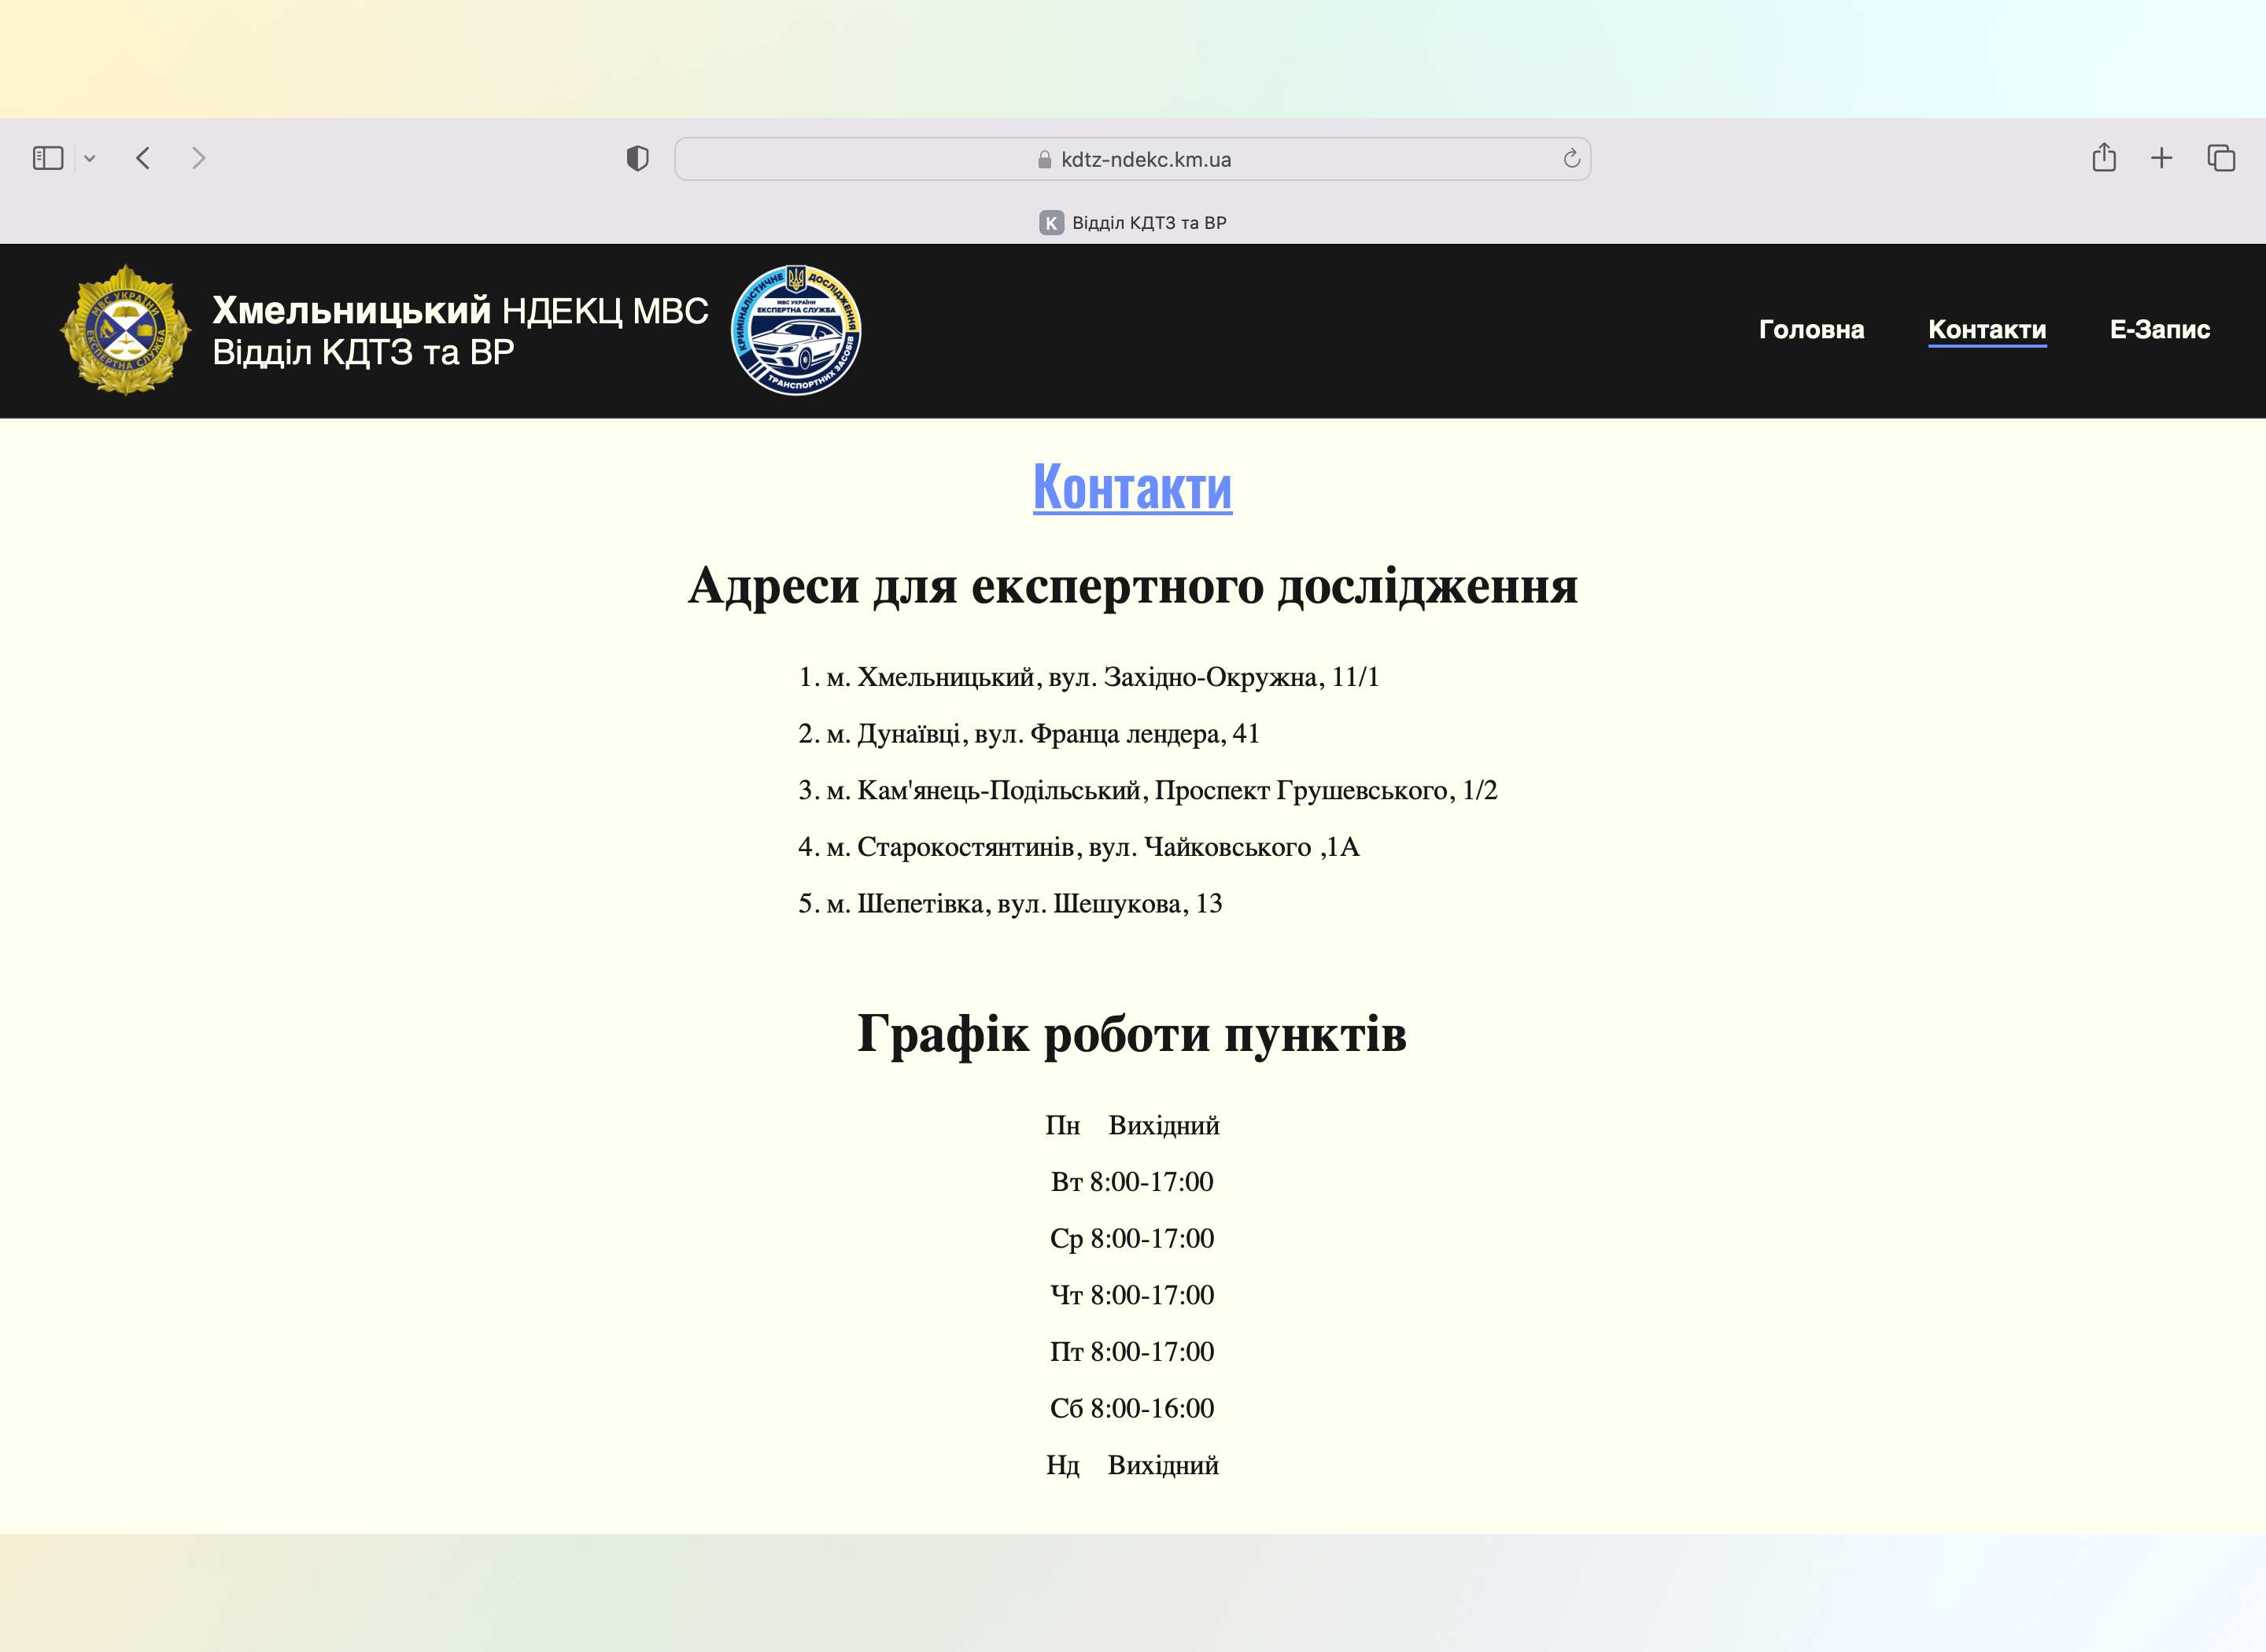 kdtz-ndekc.km.ua
K Відділ КДТЗ та ВР
МВС УКРАЇНИ
ЕКСПЕРТНА СЛУЖБА
Хмельницький НДЕКЦ МВС
Відділ КДТЗ та ВР
КРИМІНАЛІСТИЧНЕ ДОСЛІДЖЕННЯ
МВС УКРАЇНИ
ЕКСПЕРТНА СЛУЖБА
ТРАНСПОРТНИХ ЗАСОБІВ
Головна Контакти Е-Запис
Контакти
Адреси для експертного дослідження
1. м. Хмельницький, вул. Західно-Окружна, 11/1
2. м. Дунаївці, вул. Франца лендера, 41
3. м. Кам'янець-Подільський, Проспект Грушевського, 1/2
4. м. Старокостянтинів, вул. Чайковського ,1А
5. м. Шепетівка, вул. Шешукова, 13
Графік роботи пунктів
Пн Вихідний
Вт 8:00-17:00
Ср 8:00-17:00
Чт 8:00-17:00
Пт 8:00-17:00
Сб 8:00-16:00
Нд Вихідний